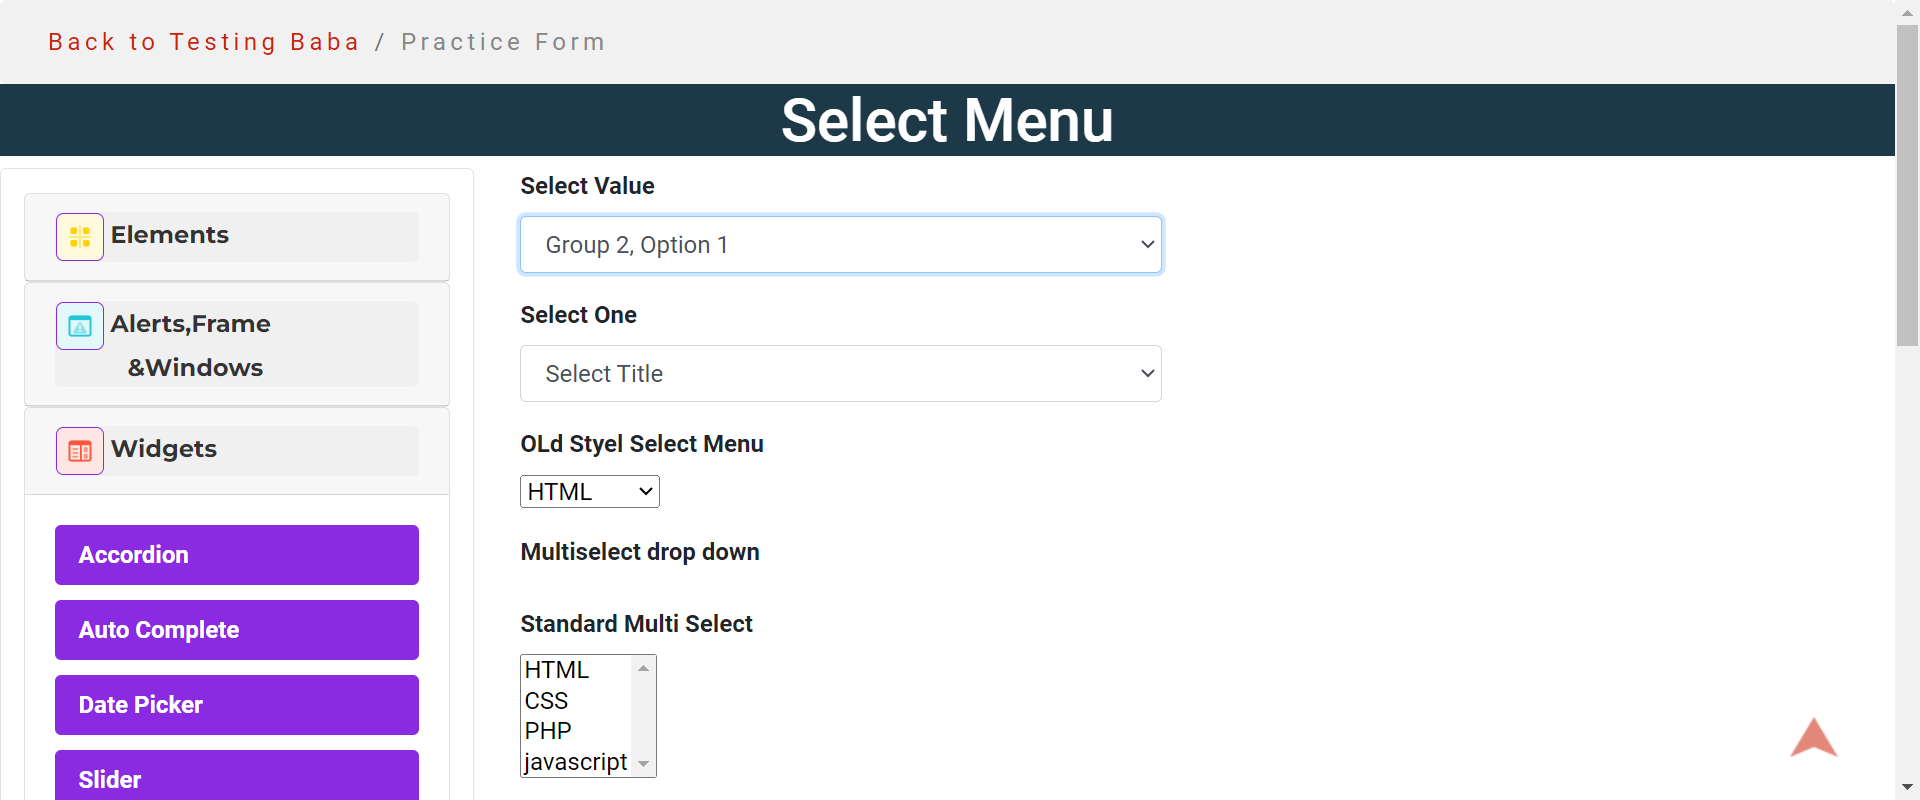 Back to Testing Baba / Practice Form
Select Menu
Elements
Alerts,Frame
&Windows
Widgets
Accordion
Auto Complete
Date Picker
Slider
Select Value
Group 2, Option 1
Select One
Select Title
OLd Styel Select Menu
HTML
Multiselect drop down
Standard Multi Select
HTML
CSS
PHP
javascript